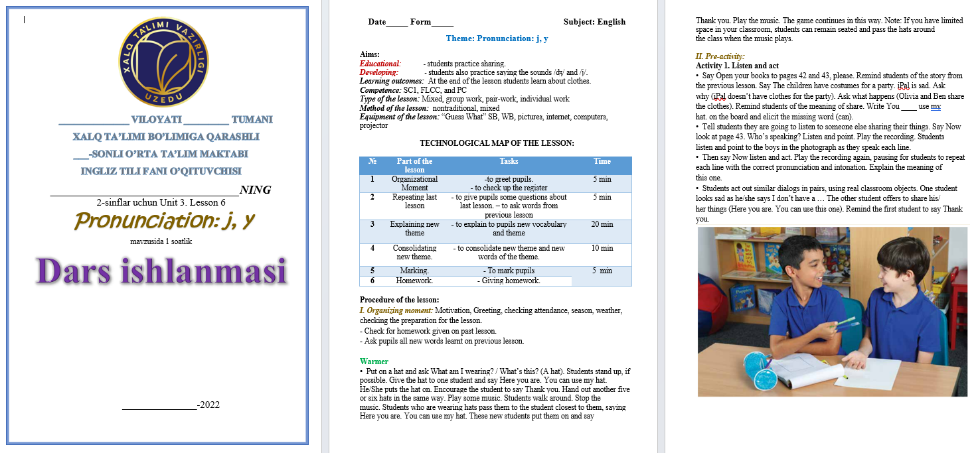 XALQ TA'LIMI VAZIRLIGI
UZEDU
_______________ VILOYATI __________ TUMANI
XALQ TA'LIMI BO'LIMIGA QARASHLI
___-SONLI O'RTA TA'LIM MAKTABI
INGLIZ TILI FANI O'QITUVCHISI
______________________________NING
2-sinflar uchun Unit 3. Lesson 6
Pronunciation: j, y
mavzusida 1 soatlik
Dars ishlanmasi
_______________-2022
Date_____ Form_____ Subject: English
Theme: Pronunciation: j, y
Aims:
Educational: - students practice sharing.
Developing: - students also practice saying the sounds /dʒ/ and /j/.
Learning outcomes: At the end of the lesson students learn about clothes.
Competence: SC1, FLCC, and PC
Type of the lesson: Mixed, group work, pair-work, individual work
Method of the lesson: nontraditional, mixed
Equipment of the lesson: "Guess What" SB, WB, pictures, internet, computers,
projector
TECHNOLOGICAL MAP OF THE LESSON:
№ Part of the lesson Tasks Time
1 Organizational Moment -to greet pupils. - to check up the register 5 min
2 Repeating last lesson - to give pupils some questions about last lesson. – to ask words from previous lesson 5 min
3 Explaining new theme - to explain to pupils new vocabulary and theme 20 min
4 Consolidating new theme. - to consolidate new theme and new words of the theme. 10 min
5 Marking. - To mark pupils 5 min
6 Homework. - Giving homework.
Procedure of the lesson:
I. Organizing moment: Motivation, Greeting, checking attendance, season, weather,
checking the preparation for the lesson.
- Check for homework given on past lesson.
- Ask pupils all new words learnt on previous lesson.
Warmer
• Put on a hat and ask What am I wearing? / What's this? (A hat). Students stand up, if
possible. Give the hat to one student and say Here you are. You can use my hat.
He/She puts the hat on. Encourage the student to say Thank you. Hand out another five
or six hats in the same way. Play some music. Students walk around. Stop the
music. Students who are wearing hats pass them to the student closest to them, saying
Here you are. You can use my hat. These new students put them on and say
Thank you. Play the music. The game continues in this way. Note: If you have limited
space in your classroom, students can remain seated and pass the hats around
the class when the music plays.
II. Pre-activity:
Activity 1. Listen and act
• Say Open your books to pages 42 and 43, please. Remind students of the story from
the previous lesson. Say The children have costumes for a party. iPal is sad. Ask
why (iPal doesn't have clothes for the party). Ask what happens (Olivia and Ben share
the clothes). Remind students of the meaning of share. Write You ____ use mx
hat. on the board and elicit the missing word (can).
• Tell students they are going to listen to someone else sharing their things. Say Now
look at page 43. Who's speaking? Listen and point. Play the recording. Students
listen and point to the boys in the photograph as they speak each line.
• Then say Now listen and act. Play the recording again, pausing for students to repeat
each line with the correct pronunciation and intonation. Explain the meaning of
this one.
• Students act out similar dialogs in pairs, using real classroom objects. One student
looks sad as he/she says I don't have a … The other student offers to share his/
her things (Here you are. You can use this one). Remind the first student to say Thank
you.